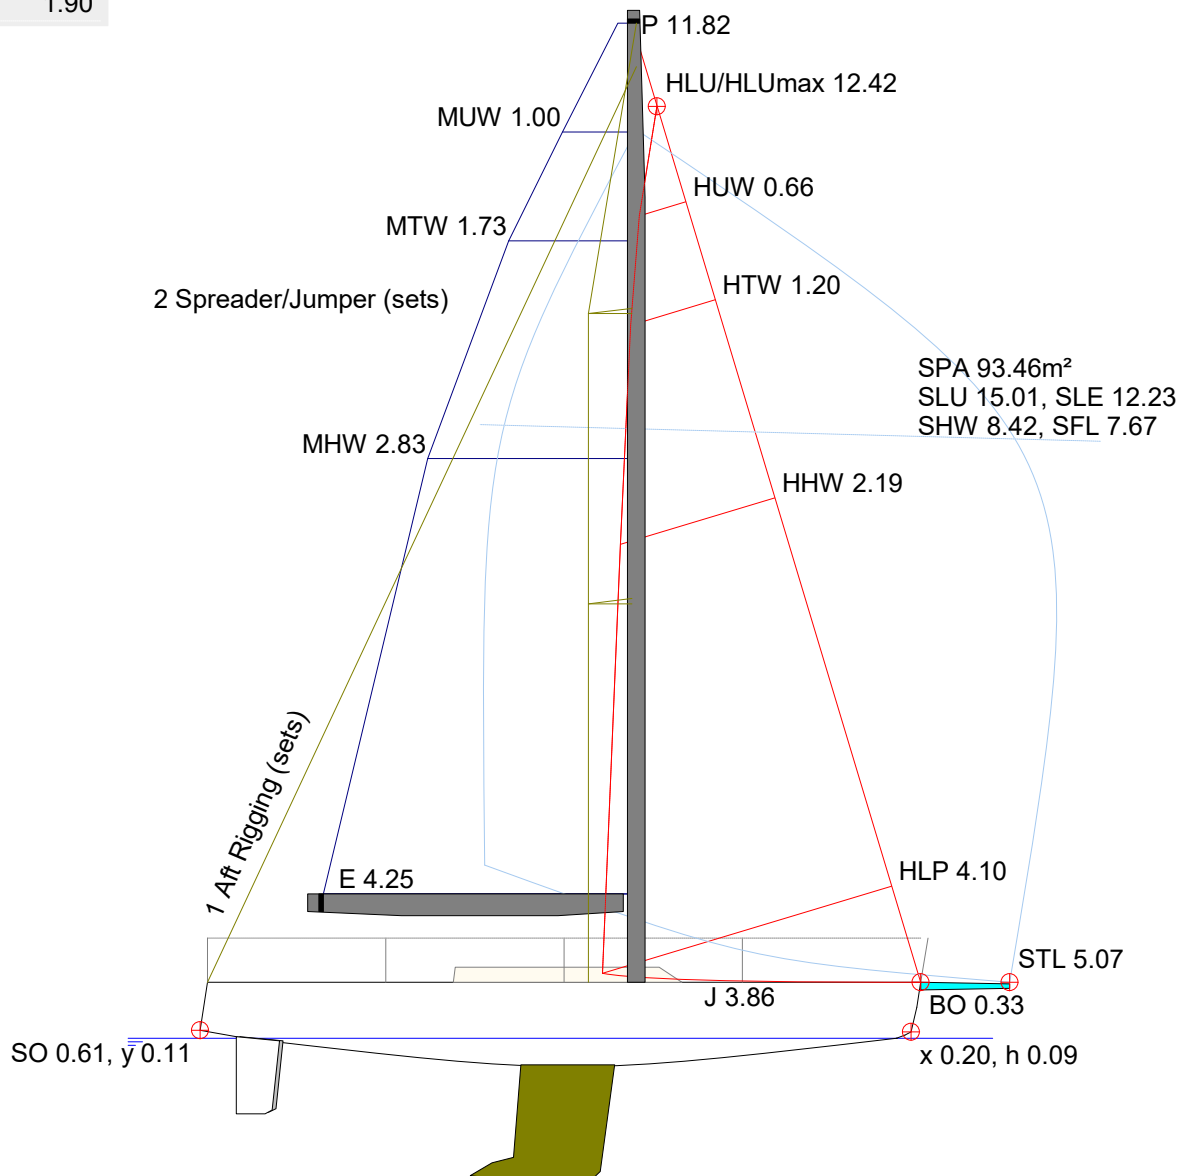 1.90
P 11.82
HLU/HLUmax 12.42
MUW 1.00
HUW 0.66
MTW 1.73
HTW 1.20
2 Spreader/Jumper (sets)
SPA 93.46m²
SLU 15.01, SLE 12.23
SHW 8.42, SFL 7.67
MHW 2.83
HHW 2.19
1 Aft Rigging (sets)
E 4.25
HLP 4.10
STL 5.07
J 3.86
BO 0.33
SO 0.61, y 0.11
x 0.20, h 0.09